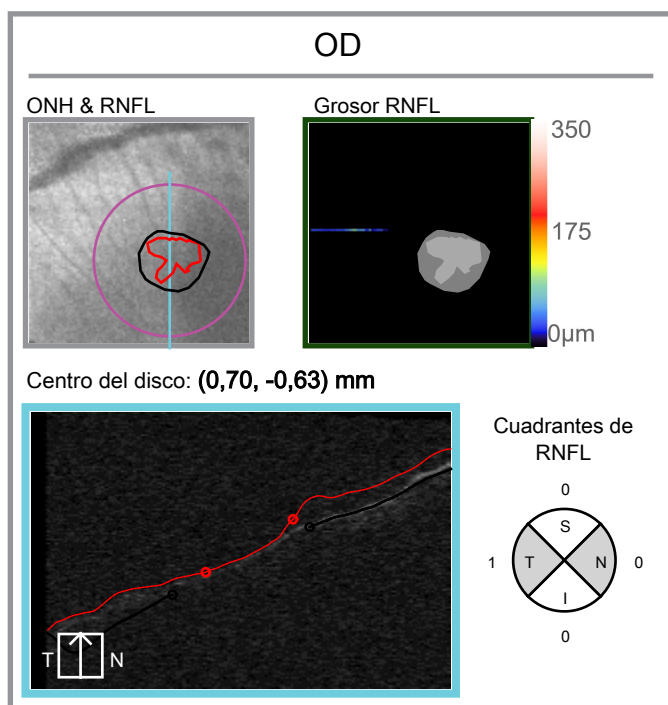 OD
ONH & RNFL
Grosor RNFL
350
175
0µm
Centro del disco: (0,70, -0,63) mm
Cuadrantes de
RNFL
0
S
1 T N 0
I
0
T N